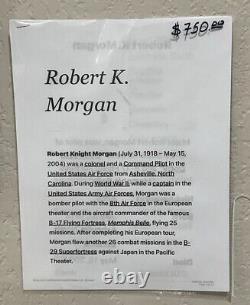 $750.00
Robert K.
Morgan
Robert Knight Morgan (July 31, 1918 – May 15,
2004) was a colonel and a Command Pilot in the
United States Air Force from Asheville, North
Carolina. During World War II, while a captain in the
United States Army Air Forces, Morgan was a
bomber pilot with the 8th Air Force in the European
theater and the aircraft commander of the famous
B-17 Flying Fortress, Memphis Belle, flying 25
missions. After completing his European tour,
Morgan flew another 26 combat missions in the B-
29 Superfortress against Japan in the Pacific
Theater.